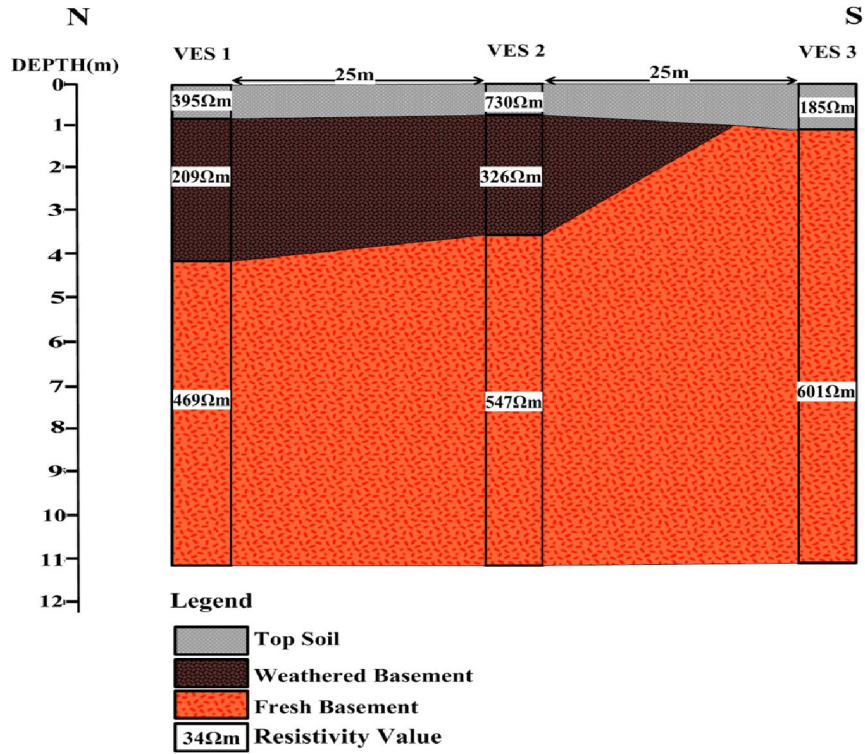 N S
VES 1 VES 2 VES 3
DEPTH(m)
25m 25m
0
395Ωm 730Ωm 185Ωm
1
2
209Ωm 326Ωm
3
4
5
6
7
469Ωm 547Ωm 601Ωm
8
9
10
11
12
Legend
Top Soil
Weathered Basement
Fresh Basement
34Ωm Resistivity Value